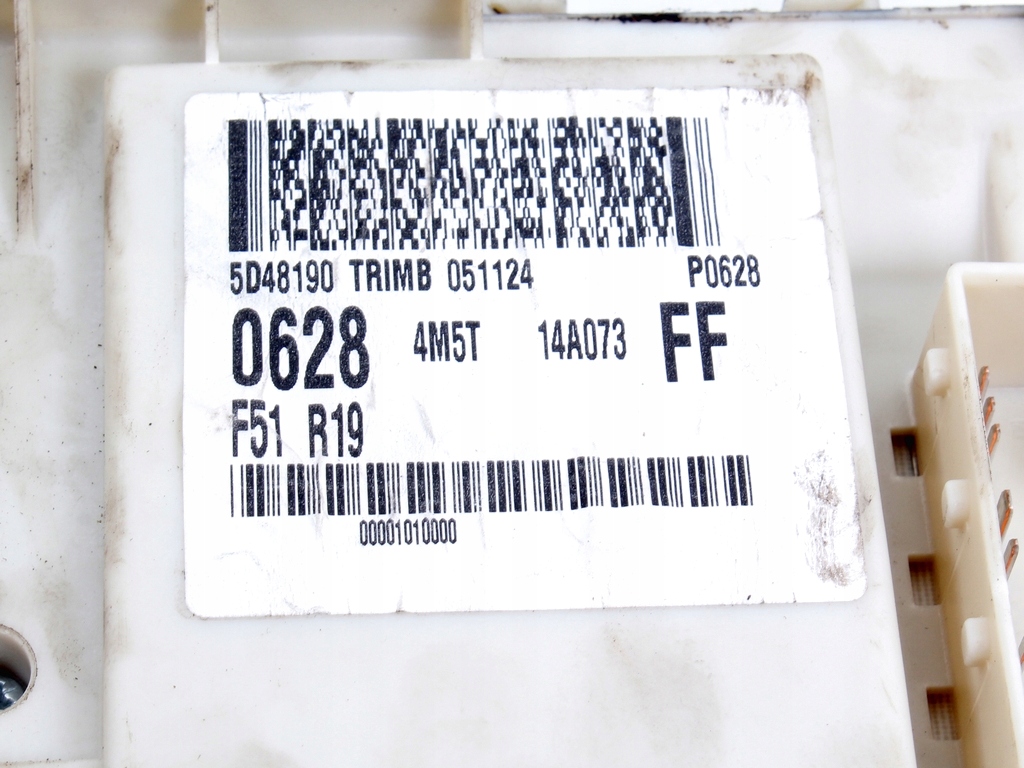 5D48190 TRIMB 051124 P0628
0628 4M5T 14A073 FF
F51 R19
00001010000